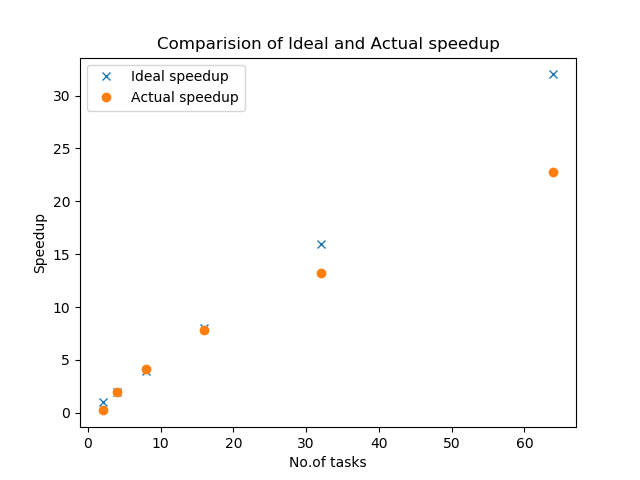 Comparision of Ideal and Actual speedup
Ideal speedup
Actual speedup
30
25
20
15
10
5
0
Speedup
0 10 20 30 40 50 60
No.of tasks